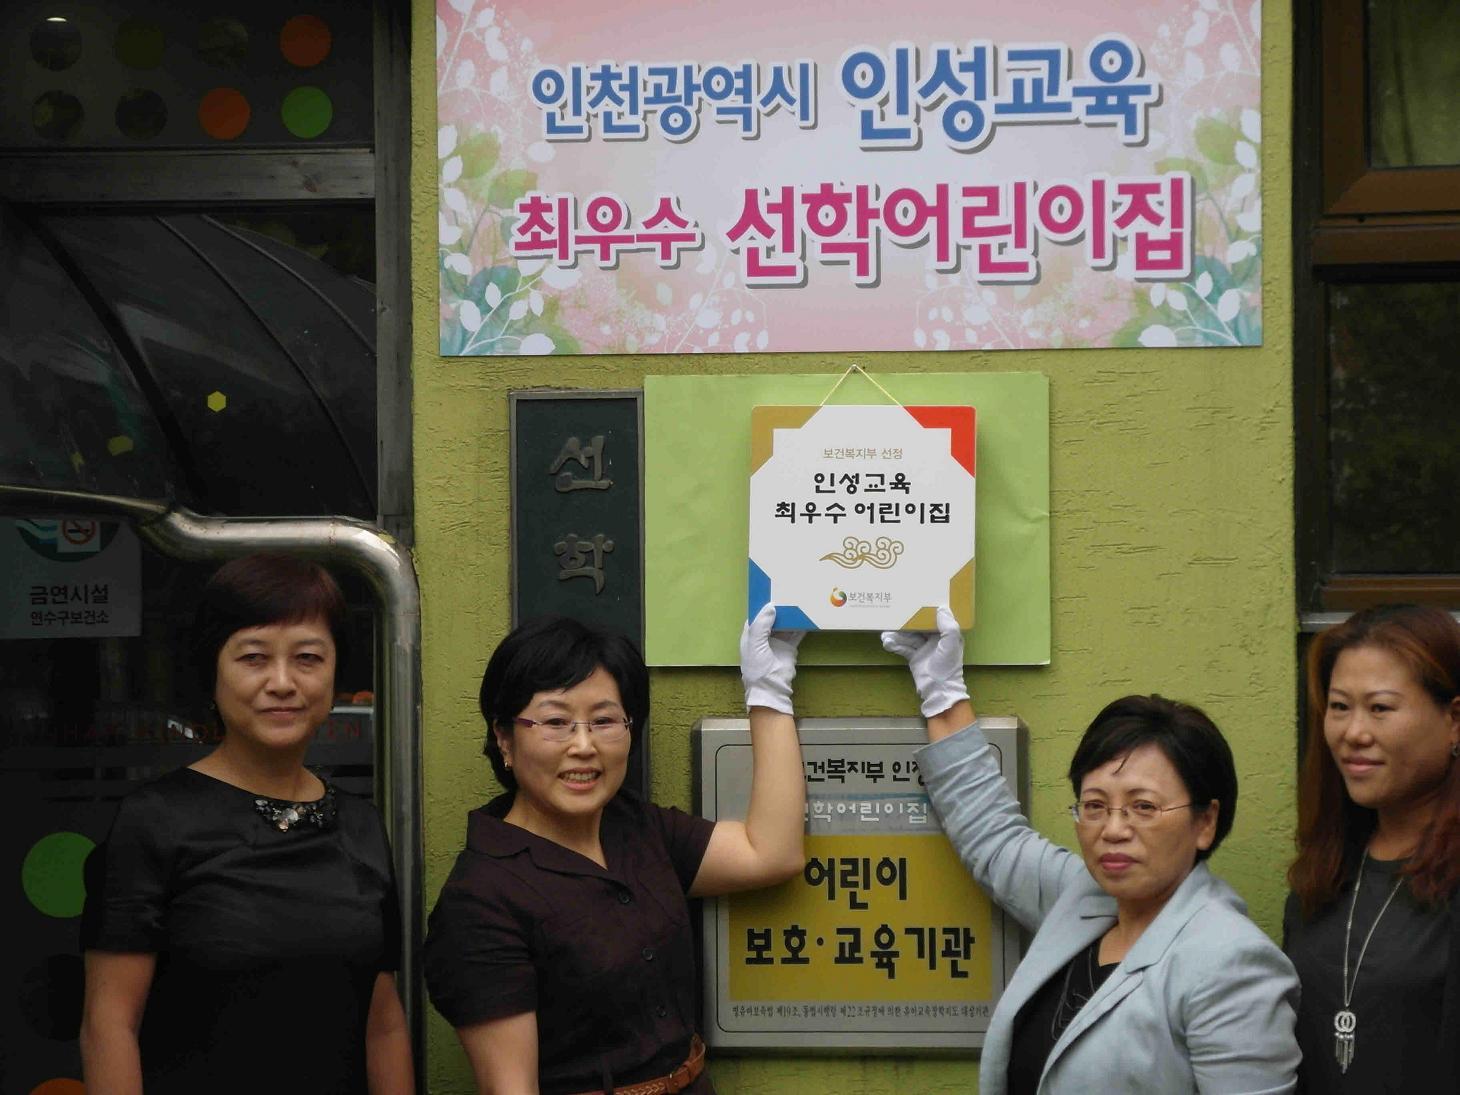 인천광역시 인성교육
최우수 선학어린이집
선학
보건복지부 선정
인성교육
최우수 어린이집
보건복지부
금연시설
연수구보건소
건복지부 인정
학어린이집
어린이
보호·교육기관